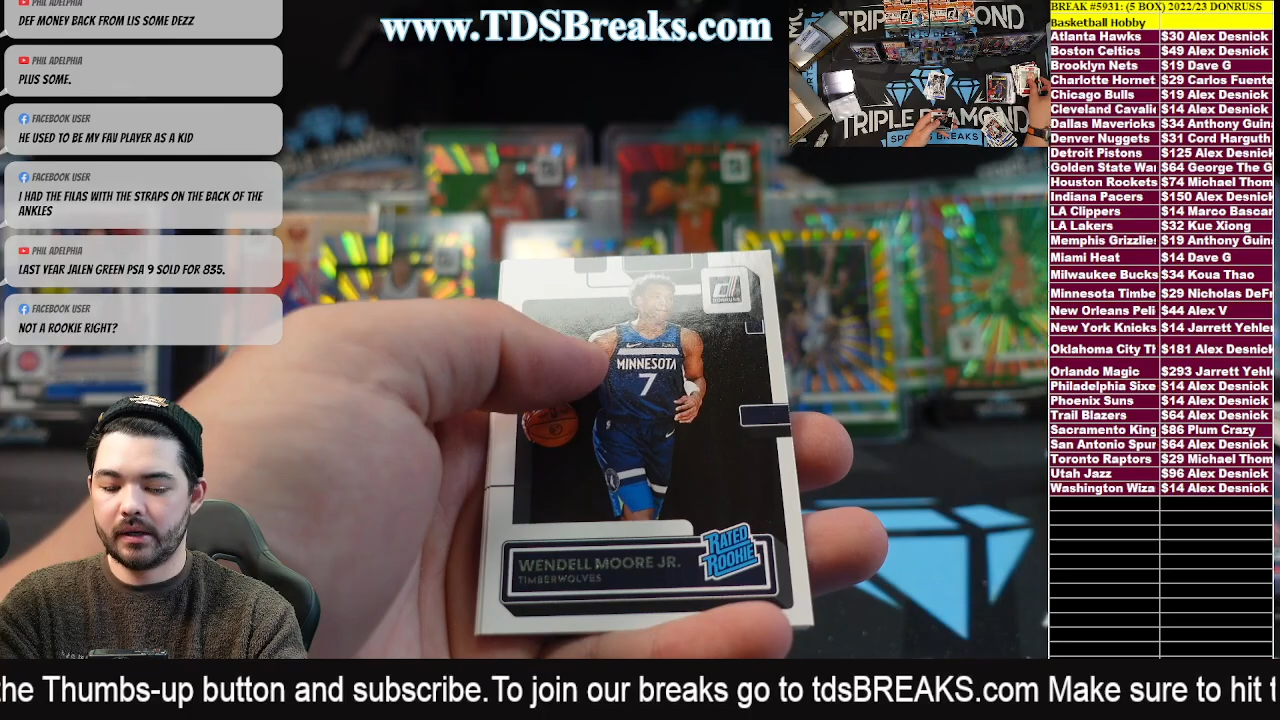 PHIL ADELPHIA
DEF MONEY BACK FROM LIS SOME DEZZ
PHIL ADELPHIA
PLUS SOME.
FACEBOOK USER
HE USED TO BE MY FAV PLAYER AS A KID
FACEBOOK USER
I HAD THE FILAS WITH THE STRAPS ON THE BACK OF THE
ANKLES
PHIL ADELPHIA
LAST YEAR JALEN GREEN PSA 9 SOLD FOR 835.
FACEBOOK USER
NOT A ROOKIE RIGHT?
www.TDSBreaks.com
TRIPLE DIAMOND
SPORTS BREAKS
DONRUSS
MINNESOTA
7
RATED
ROOKIE
WENDELL MOORE JR.
TIMBERWOLVES
BREAK #5931: (5 BOX) 2022/23 DONRUSS
Basketball Hobby
Atlanta Hawks $30 Alex Desnick
Boston Celtics $49 Alex Desnick
Brooklyn Nets $19 Dave G
Charlotte Hornet $29 Carlos Fuente
Chicago Bulls $19 Alex Desnick
Cleveland Cavalie $14 Alex Desnick
Dallas Mavericks $34 Anthony Guin
Denver Nuggets $31 Cord Harguth
Detroit Pistons $125 Alex Desnick
Golden State Wa $64 George The G
Houston Rockets $74 Michael Thom
Indiana Pacers $150 Alex Desnick
LA Clippers $14 Marco Bascar
LA Lakers $32 Kue Xiong
Memphis Grizzlie $19 Anthony Guin
Miami Heat $14 Dave G
Milwaukee Bucks $34 Koua Thao
Minnesota Timbe $29 Nicholas DeFr
New Orleans Peli $44 Alex V
New York Knicks $14 Jarrett Yehle
Oklahoma City Th $181 Alex Desnick
Orlando Magic $293 Jarrett Yehl
Philadelphia Sixe $14 Alex Desnick
Phoenix Suns $14 Alex Desnick
Trail Blazers $64 Alex Desnick
Sacramento King $86 Plum Crazy
San Antonio Spur $64 Alex Desnick
Toronto Raptors $29 Michael Thom
Utah Jazz $96 Alex Desnick
Washington Wiza $14 Alex Desnick
the Thumbs-up button and subscribe.To join our breaks go to tdsBREAKS.com Make sure to hit t